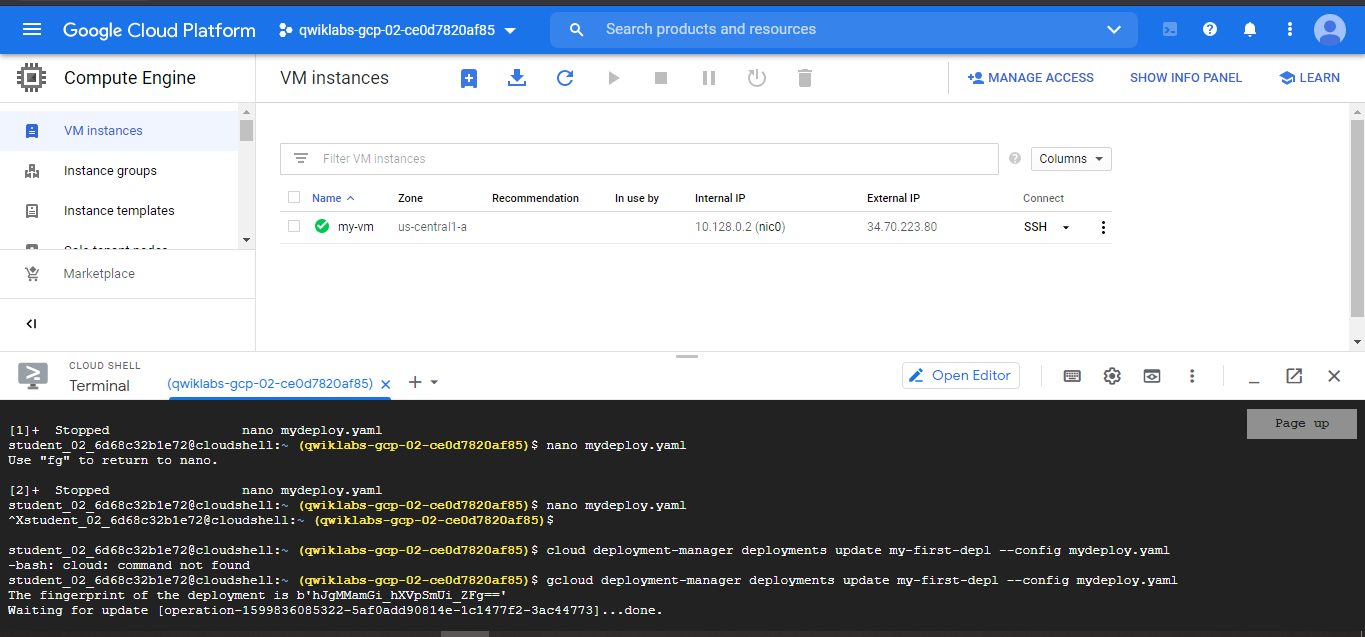 Google Cloud Platform
qwiklabs-gcp-02-ce0d7820af85
Search products and resources
Compute Engine
VM instances
MANAGE ACCESS
SHOW INFO PANEL
LEARN
VM instances
Instance groups
Instance templates
Sole-tenant nodes
Marketplace
Filter VM instances
Columns
Name Zone Recommendation In use by Internal IP External IP Connect
my-vm us-central1-a 10.128.0.2 (nic0) 34.70.223.80 SSH
CLOUD SHELL
Terminal
(qwiklabs-gcp-02-ce0d7820af85)
Open Editor
Page up
[1]+  Stopped                 nano mydeploy.yaml
student_02_6d68c32b1e72@cloudshell:~ (qwiklabs-gcp-02-ce0d7820af85)$ nano mydeploy.yaml
Use "fg" to return to nano.
[2]+  Stopped                 nano mydeploy.yaml
student_02_6d68c32b1e72@cloudshell:~ (qwiklabs-gcp-02-ce0d7820af85)$ nano mydeploy.yaml
^Xstudent_02_6d68c32b1e72@cloudshell:~ (qwiklabs-gcp-02-ce0d7820af85)$
student_02_6d68c32b1e72@cloudshell:~ (qwiklabs-gcp-02-ce0d7820af85)$ cloud deployment-manager deployments update my-first-depl --config mydeploy.yaml
-bash: cloud: command not found
student_02_6d68c32b1e72@cloudshell:~ (qwiklabs-gcp-02-ce0d7820af85)$ gcloud deployment-manager deployments update my-first-depl --config mydeploy.yaml
The fingerprint of the deployment is b'hJgMMamGi_hXVpSmUi_ZFg=='
Waiting for update [operation-1599836085322-5af0add90814e-1c1477f2-3ac44773]...done.